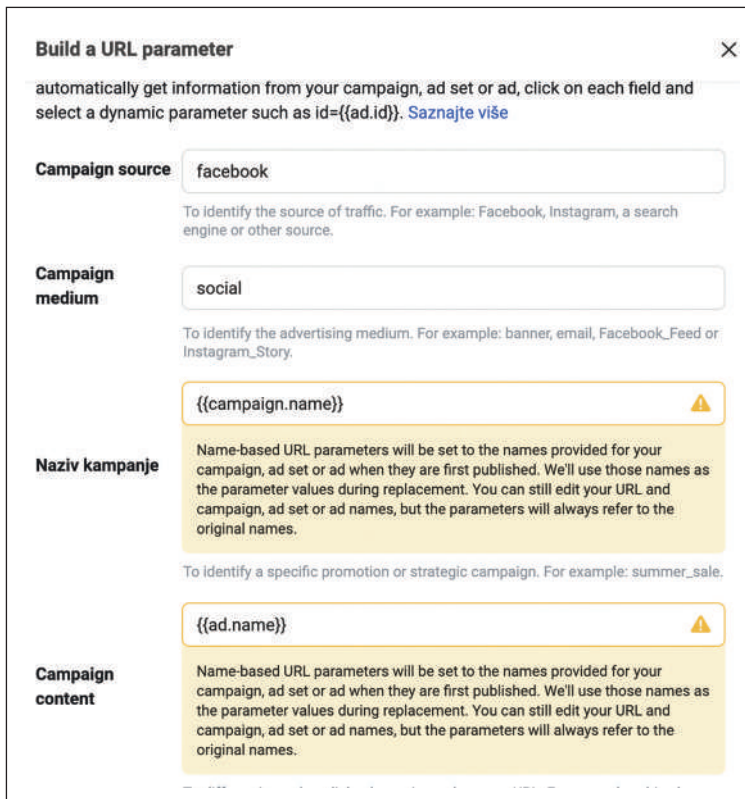 Build a URL parameter
automatically get information from your campaign, ad set or ad, click on each field and
select a dynamic parameter such as id={{ad.id}}. Saznajte više
Campaign source
facebook
To identify the source of traffic. For example: Facebook, Instagram, a search
engine or other source.
Campaign
medium
social
To identify the advertising medium. For example: banner, email, Facebook_Feed or
Instagram_Story.
Naziv kampanje
{{campaign.name}}
Name-based URL parameters will be set to the names provided for your
campaign, ad set or ad when they are first published. We'll use those names as
the parameter values during replacement. You can still edit your URL and
campaign, ad set or ad names, but the parameters will always refer to the
original names.
To identify a specific promotion or strategic campaign. For example: summer_sale.
Campaign
content
{{ad.name}}
Name-based URL parameters will be set to the names provided for your
campaign, ad set or ad when they are first published. We'll use those names as
the parameter values during replacement. You can still edit your URL and
campaign, ad set or ad names, but the parameters will always refer to the
original names.